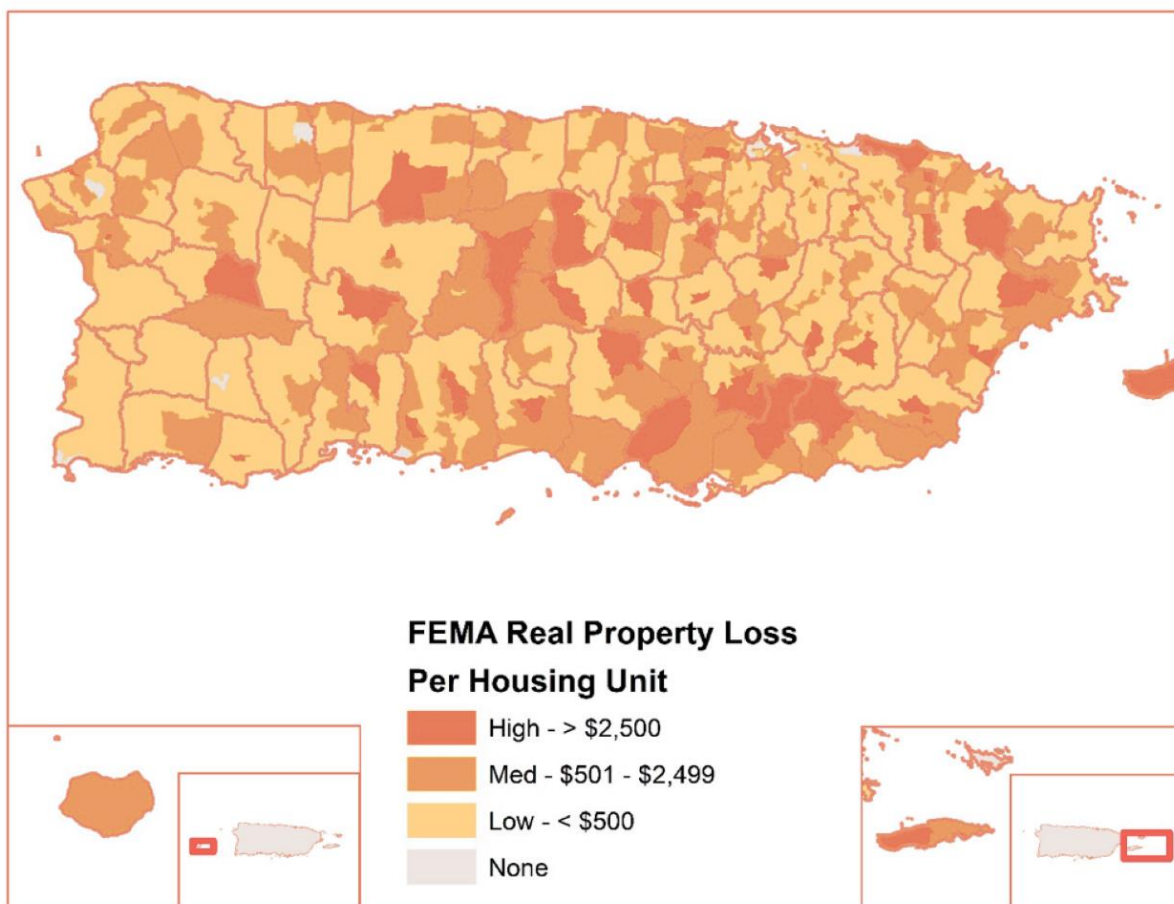 FEMA Real Property Loss
Per Housing Unit
High - > $2,500
Med - $501 - $2,499
Low - < $500
None